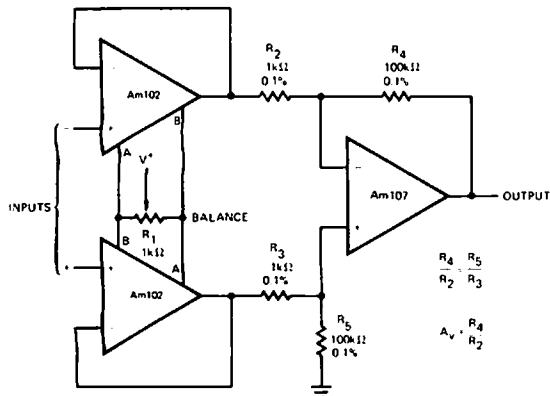 R2
1kΩ
0.1%
R4
100kΩ
0.1%
-
Am102
B
-
+
A
V+
-
Am107
+
OUTPUT
INPUTS
BALANCE
R1
1kΩ
B
A
+
+
Am102
-
R3
1kΩ
0.1%
R5
100kΩ
0.1%
R4 / R2 = R5 / R3
Av = R4 / R2